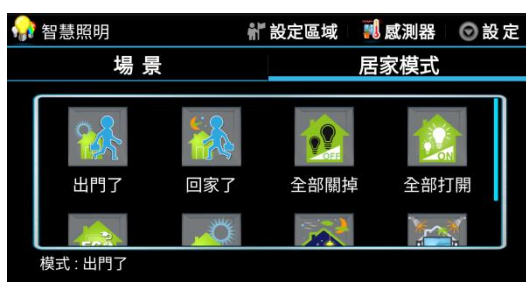 智慧照明 設定區域 感測器 設定
場景 居家模式
出門了 回家了 全部關掉 全部打開
OFF ON
模式 : 出門了